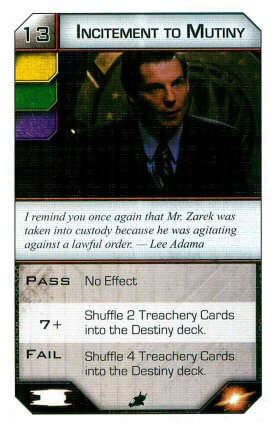 13 INCITEMENT TO MUTINY
I remind you once again that Mr. Zarek was
taken into custody because he was agitating
against a lawful order. — Lee Adama
PASS No Effect
7+ Shuffle 2 Treachery Cards
into the Destiny deck.
FAIL Shuffle 4 Treachery Cards
into the Destiny deck.